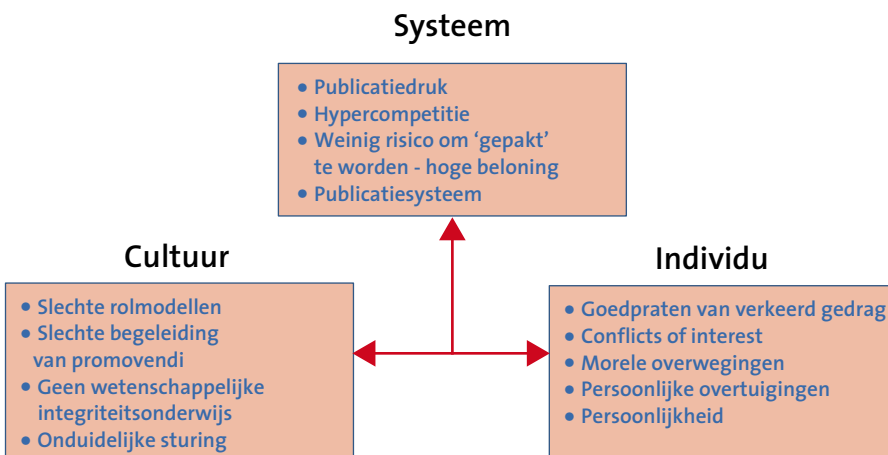 Systeem
• Publicatiedruk
• Hypercompetitie
• Weinig risico om ‘gepakt’
te worden - hoge beloning
• Publicatiesysteem
Cultuur
• Slechte rolmodellen
• Slechte begeleiding
van promovendi
• Geen wetenschappelijke
integriteitsonderwijs
• Onduidelijke sturing
Individu
• Goedpraten van verkeerd gedrag
• Conflicts of interest
• Morele overwegingen
• Persoonlijke overtuigingen
• Persoonlijkheid